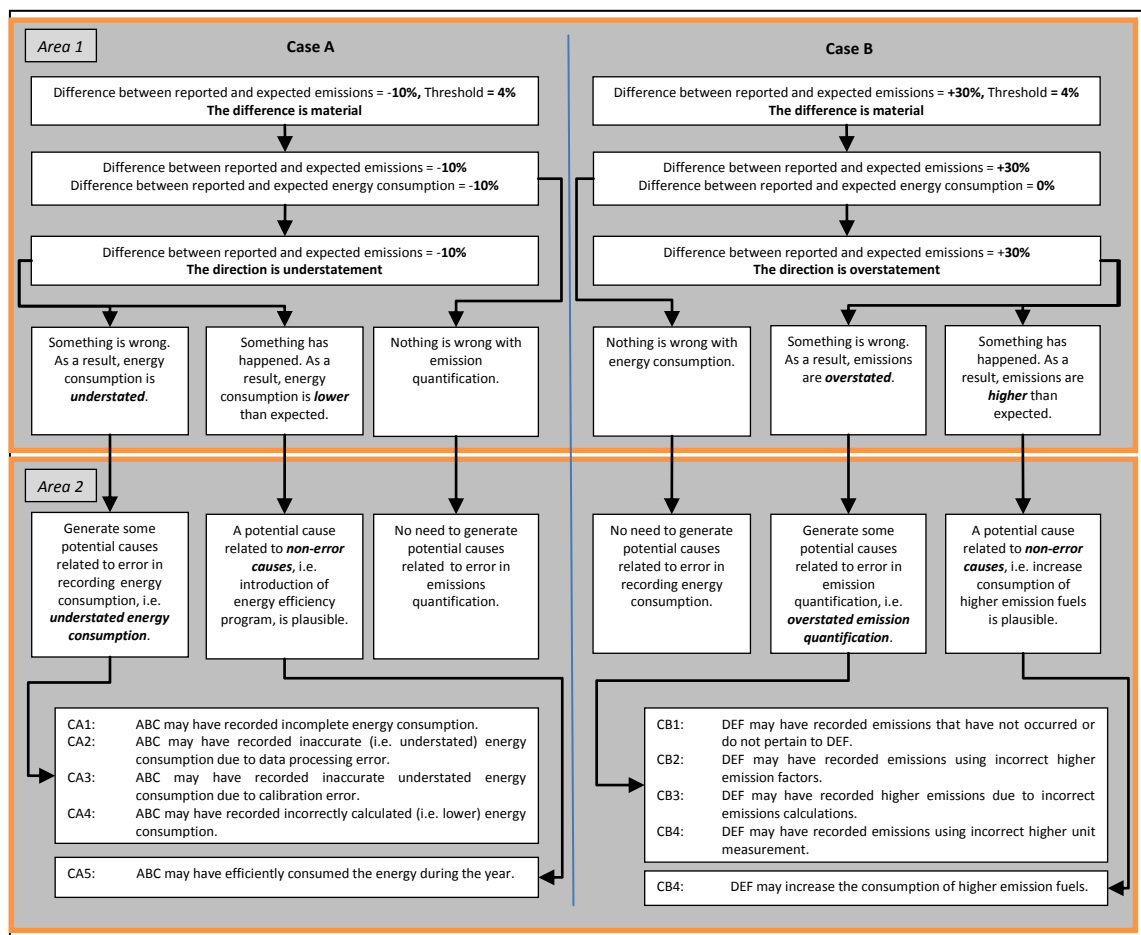 Area 1
Case A
Case B
Difference between reported and expected emissions = -10%, Threshold = 4%
The difference is material
Difference between reported and expected emissions = +30%, Threshold = 4%
The difference is material
Difference between reported and expected emissions = -10%
Difference between reported and expected energy consumption = -10%
Difference between reported and expected emissions = +30%
Difference between reported and expected energy consumption = 0%
Difference between reported and expected emissions = -10%
The direction is understatement
Difference between reported and expected emissions = +30%
The direction is overstatement
Something is wrong.
As a result, energy
consumption is
understated.
Something has
happened. As a
result, energy
consumption is lower
than expected.
Nothing is wrong with
emission
quantification.
Nothing is wrong with
energy consumption.
Something is wrong.
As a result, emissions
are overstated.
Something has
happened. As a
result, emissions are
higher than
expected.
Area 2
Generate some
potential causes
related to error in
recording energy
consumption, i.e.
understated energy
consumption.
A potential cause
related to non-error
causes, i.e.
introduction of
energy efficiency
program, is plausible.
No need to generate
potential causes
related to error in
emissions
quantification.
No need to generate
potential causes
related to error in
recording energy
consumption.
Generate some
potential causes
related to error in
emission
quantification, i.e.
overstated emission
quantification.
A potential cause
related to non-error
causes, i.e. increase
consumption of
higher emission fuels
is plausible.
CA1: ABC may have recorded incomplete energy consumption.
CA2: ABC may have recorded inaccurate (i.e. understated) energy
consumption due to data processing error.
CA3: ABC may have recorded inaccurate understated energy
consumption due to calibration error.
CA4: ABC may have recorded incorrectly calculated (i.e. lower) energy
consumption.
CA5: ABC may have efficiently consumed the energy during the year.
CB1: DEF may have recorded emissions that have not occurred or
do not pertain to DEF.
CB2: DEF may have recorded emissions using incorrect higher
emission factors.
CB3: DEF may have recorded higher emissions due to incorrect
emissions calculations.
CB4: DEF may have recorded emissions using incorrect higher unit
measurement.
CB4: DEF may increase the consumption of higher emission fuels.